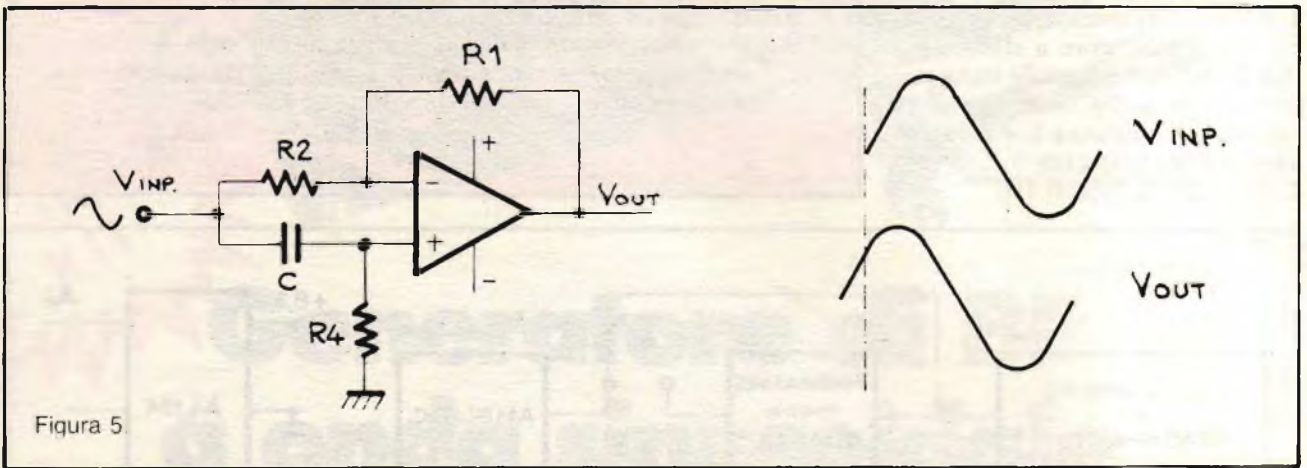 R1
R2
VINP.
VINP.
+
-
VOUT
+
C
-
VOUT
R4
Figura 5.